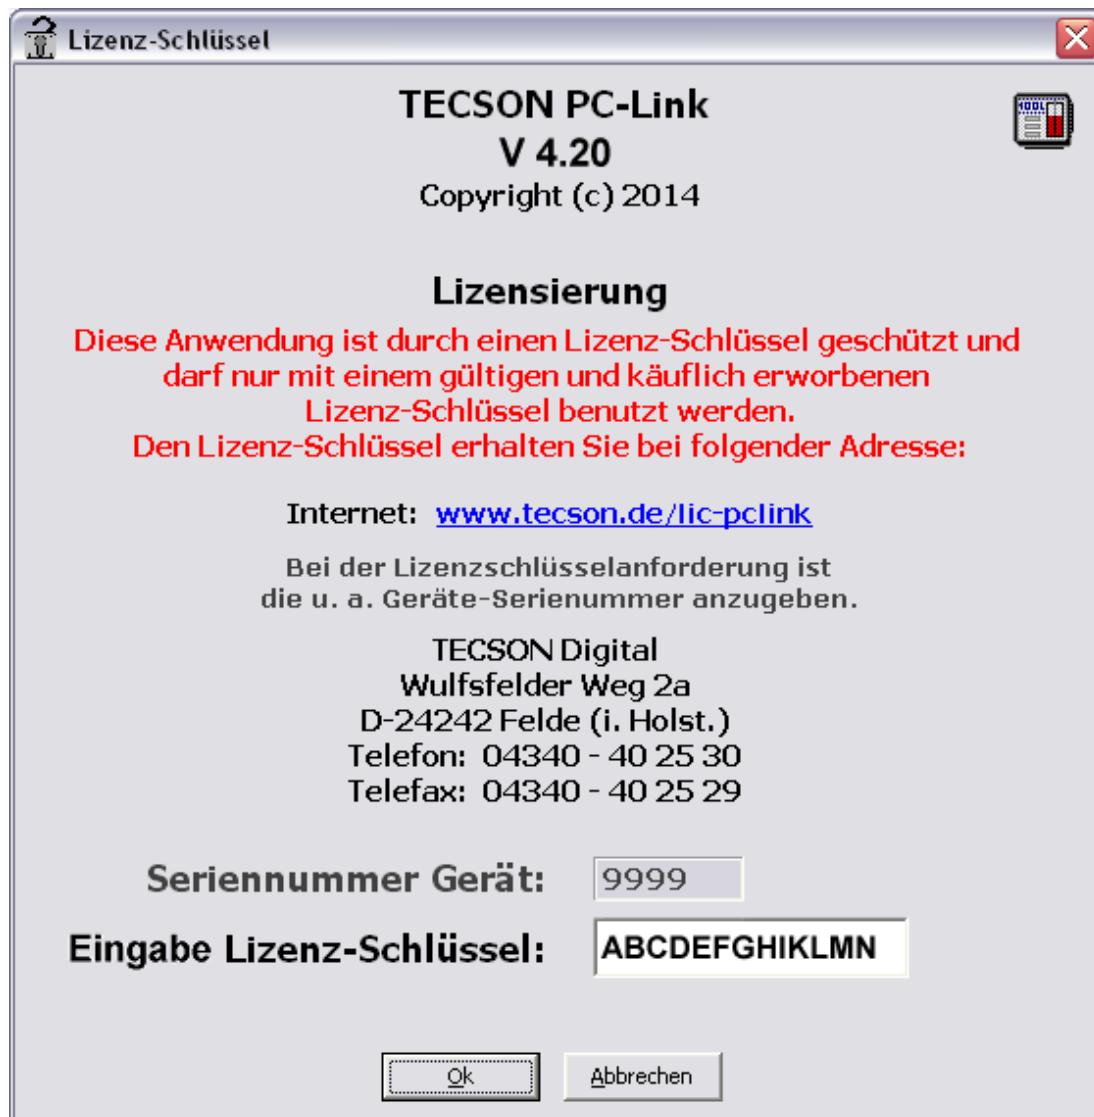 Lizenz-Schlüssel
TECSON PC-Link
V 4.20
100L
Copyright (c) 2014
Lizensierung
Diese Anwendung ist durch einen Lizenz-Schlüssel geschützt und
darf nur mit einem gültigen und käuflich erworbenen
Lizenz-Schlüssel benutzt werden.
Den Lizenz-Schlüssel erhalten Sie bei folgender Adresse:
Internet: www.tecson.de/lic-pclink
Bei der Lizenzschlüsselanforderung ist
die u. a. Geräte-Serienummer anzugeben.
TECSON Digital
Wulfsfelder Weg 2a
D-24242 Felde (i. Holst.)
Telefon: 04340 - 40 25 30
Telefax: 04340 - 40 25 29
Seriennummer Gerät: 9999
Eingabe Lizenz-Schlüssel: ABCDEFGHIKLMN
Ok Abbrechen